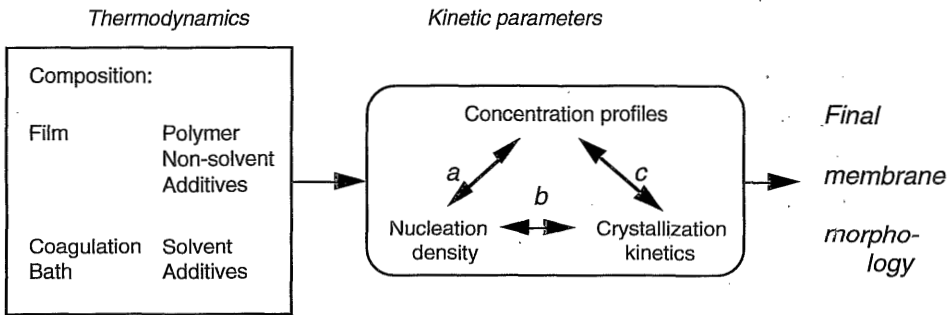 Thermodynamics
Kinetic parameters
Composition:
Film Polymer
Non-solvent
Additives
Coagulation Solvent
Bath Additives
Concentration profiles
a
b
c
Nucleation
density
Crystallization
kinetics
Final
membrane
morpho-
logy